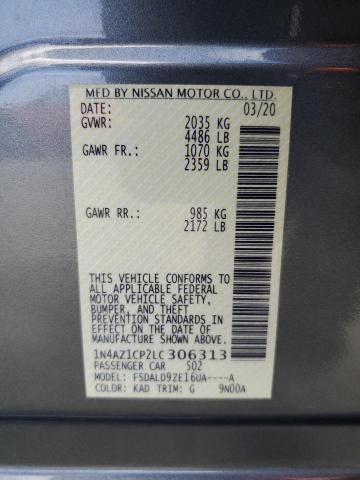 MFD BY NISSAN MOTOR CO., LTD.
DATE: 03/20
GVWR: 2035 KG
4486 LB
GAWR FR.: 1070 KG
2359 LB
GAWR RR.: 985 KG
2172 LB
THIS VEHICLE CONFORMS TO
ALL APPLICABLE FEDERAL
MOTOR VEHICLE SAFETY,
BUMPER, AND THEFT
PREVENTION STANDARDS IN
EFFECT ON THE DATE OF
MANUFACTURE SHOWN ABOVE.
1N4AZ1CP2LC306313
PASSENGER CAR 502
MODEL: FSDALD9ZE16UA----A
COLOR: KAD TRIM: G 9N00A